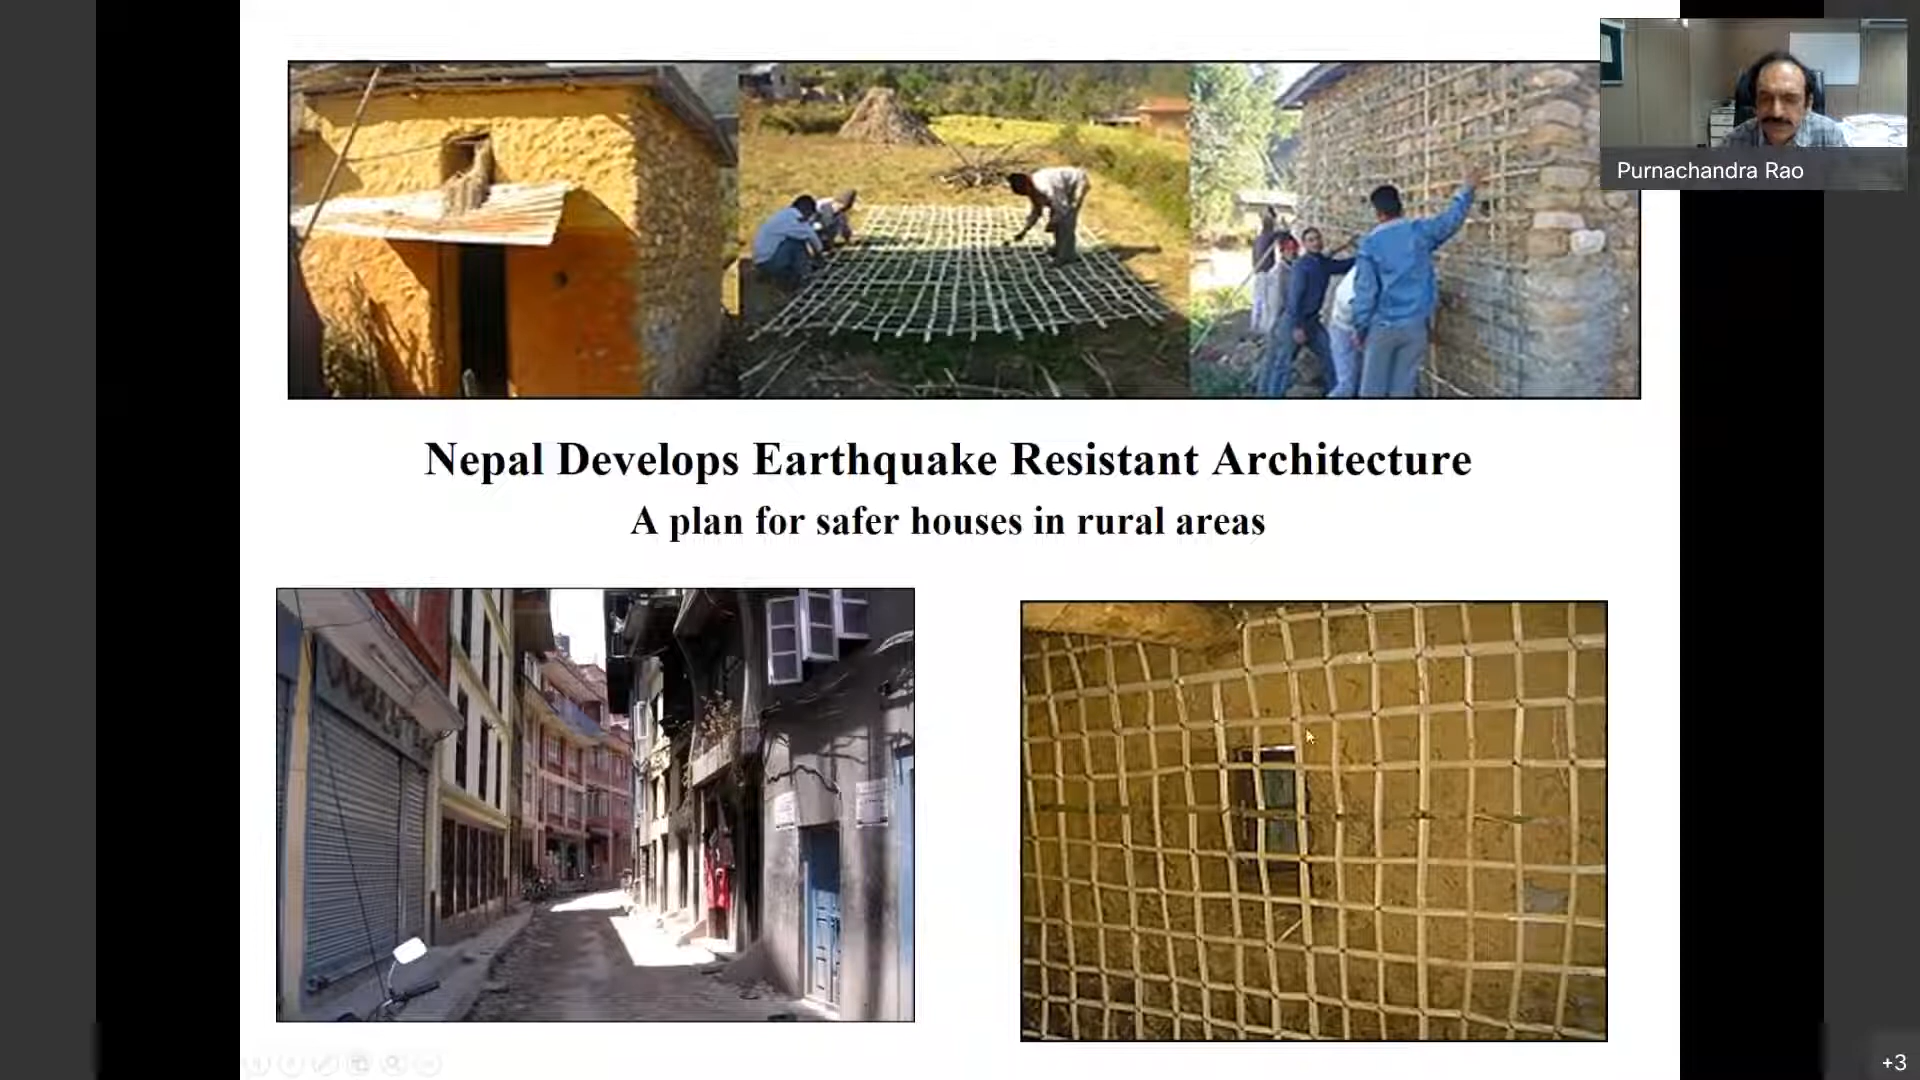 Purnachandra Rao
Nepal Develops Earthquake Resistant Architecture
A plan for safer houses in rural areas
+3